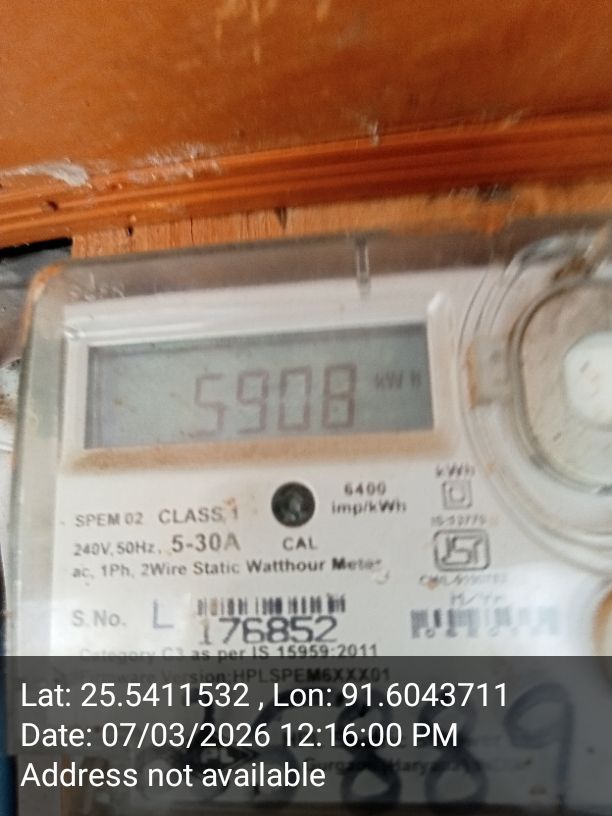 5908 kWh
6400
imp/kWh
kWh
SPEM 02 CLASS 1
240V, 50Hz, 5-30A CAL
ac, 1Ph, 2Wire Static Watthour Meter
S.No. L 176852
Category C3 as per IS 15959:2011
Version:HPLSPEM6XXX01
Lat: 25.5411532 , Lon: 91.6043711
Date: 07/03/2026 12:16:00 PM
Address not available